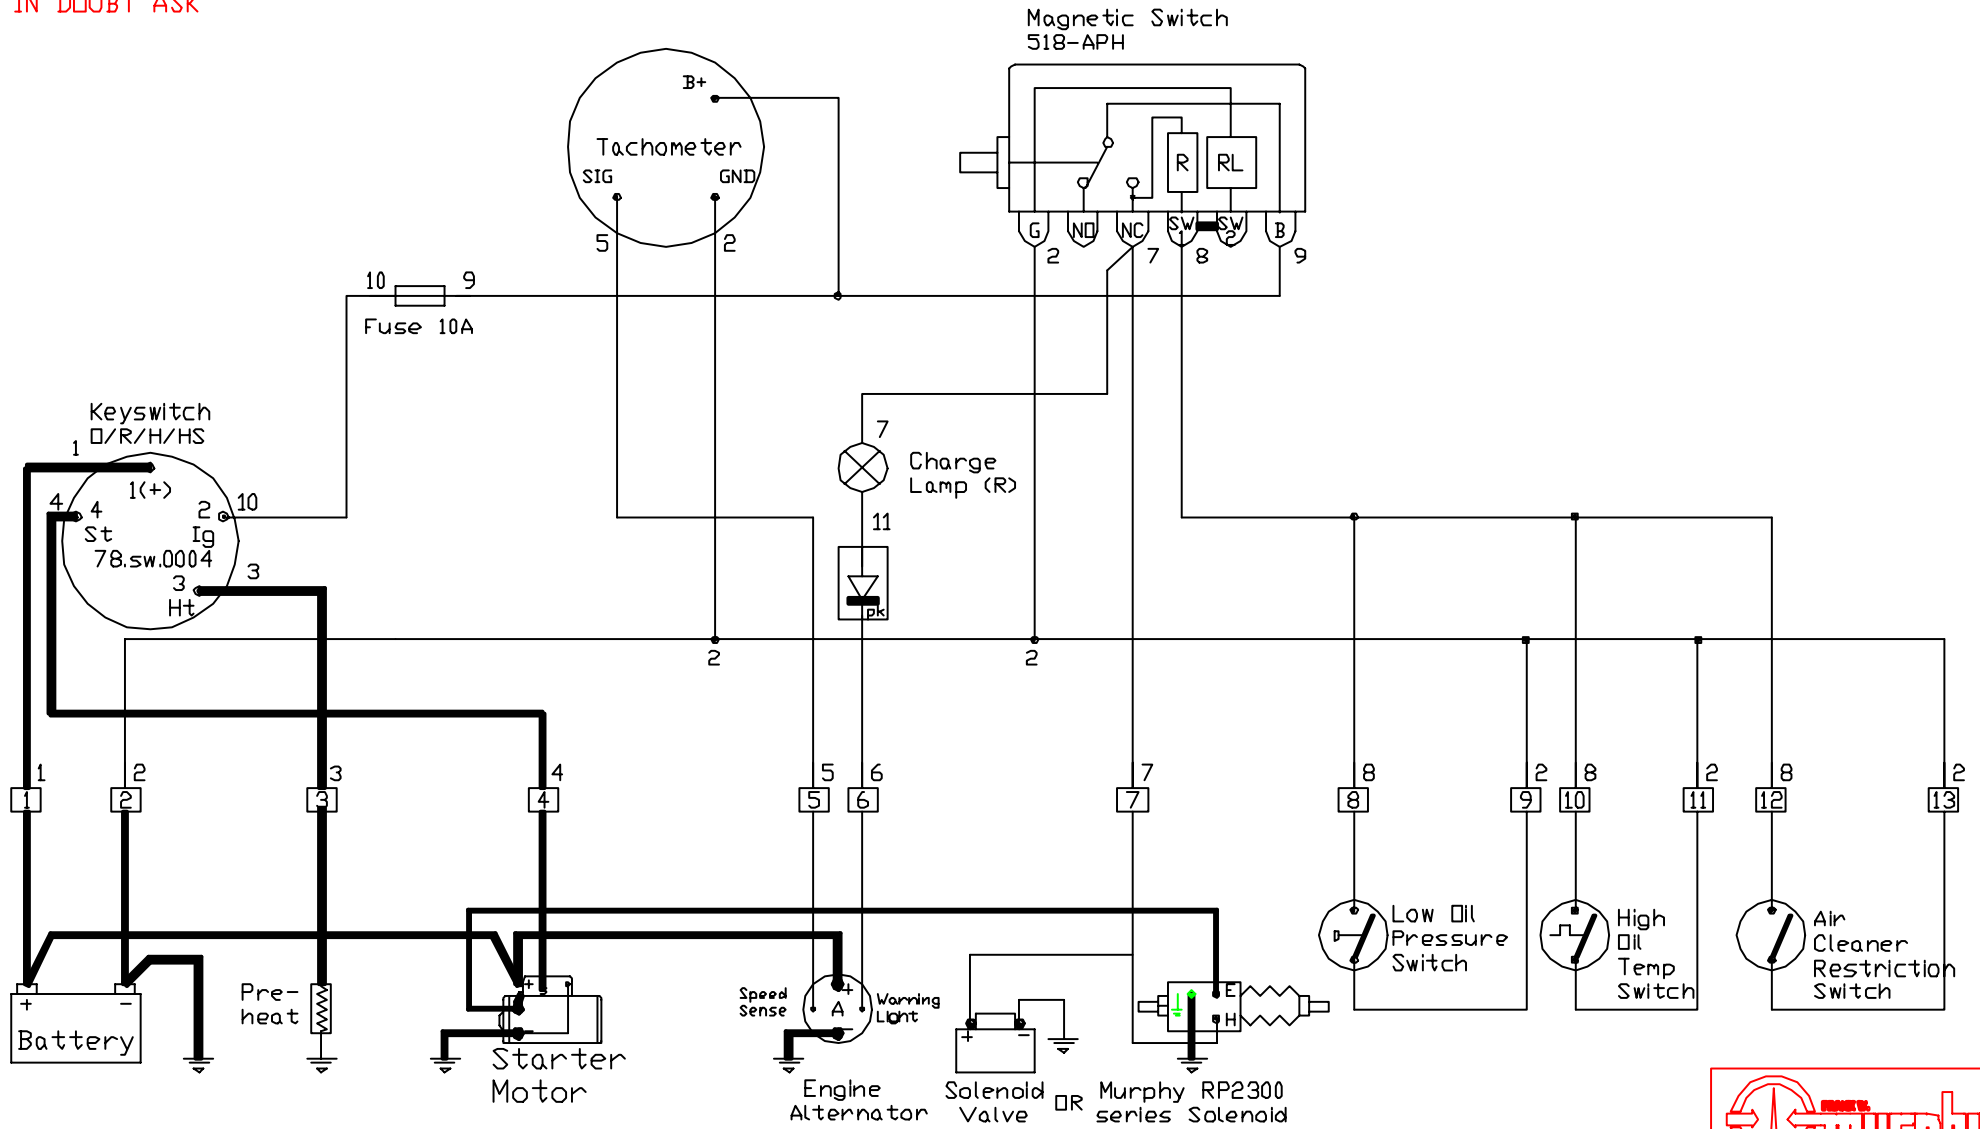 IN DOUBT ASK
Magnetic Switch
518-APH
B+
Tachometer
SIG
GND
5
2
R
RL
G
NO
NC
SW
1
SW
2
B
2
7
8
9
10
9
Fuse 10A
Keyswitch
O/R/H/HS
1
1(+)
4
4
St
2
10
Ig
78.sw.0004
3
3
Ht
7
Charge
Lamp (R)
11
pk
2
2
1
2
3
4
5
6
7
8
2
8
2
8
2
1
2
3
4
5
6
7
8
9
10
11
12
13
Low Oil
Pressure
Switch
High
Oil
Temp
Switch
Air
Cleaner
Restriction
Switch
+
-
Battery
Pre-
heat
+
S
-
Starter
Motor
Speed
Sense
+
A
-
Warning
Light
Engine
Alternator
+
-
Solenoid
Valve
OR
E
H
Murphy RP2300
series Solenoid
FRANK W.
murphy